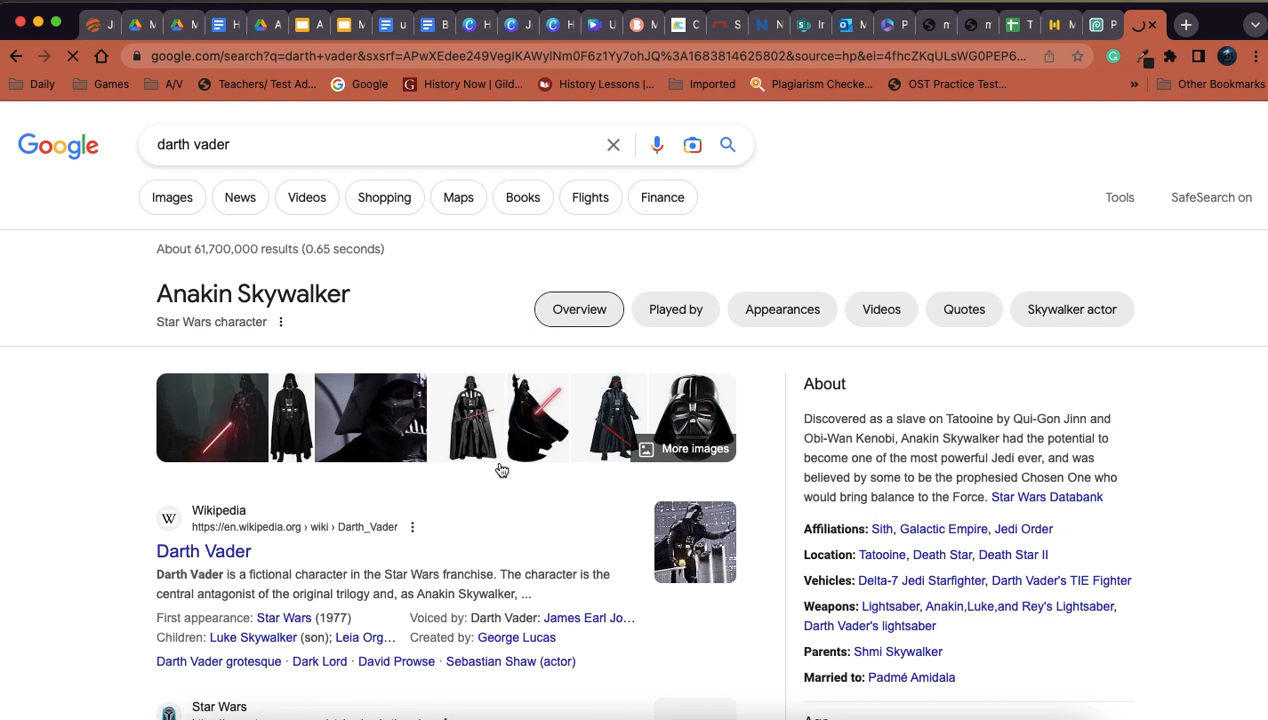 J M M H A A M u B C J C U M C S N Ir M P m m T M P
google.com/search?q=darth+vader&sxsrf=APwXEdee249VegIKAWylNm0F6z1Yy7ohJQ%3A1683814625802&source=hp&ei=4fhcZKqULsWG0PEP6...
Daily Games A/V Teachers/ Test Ad... Google History Now | Gild... History Lessons |... Imported Plagiarism Checke... OST Practice Test... » Other Bookmarks
Google darth vader
Images News Videos Shopping Maps Books Flights Finance Tools SafeSearch on
About 61,700,000 results (0.65 seconds)
Anakin Skywalker
Star Wars character
Overview Played by Appearances Videos Quotes Skywalker actor
More images
Wikipedia
https://en.wikipedia.org › wiki › Darth_Vader
Darth Vader
Darth Vader is a fictional character in the Star Wars franchise. The character is the
central antagonist of the original trilogy and, as Anakin Skywalker, ...
First appearance: Star Wars (1977) Voiced by: Darth Vader: James Earl Jo...
Children: Luke Skywalker (son); Leia Org... Created by: George Lucas
Darth Vader grotesque · Dark Lord · David Prowse · Sebastian Shaw (actor)
Star Wars
About
Discovered as a slave on Tatooine by Qui-Gon Jinn and
Obi-Wan Kenobi, Anakin Skywalker had the potential to
become one of the most powerful Jedi ever, and was
believed by some to be the prophesied Chosen One who
would bring balance to the Force. Star Wars Databank
Affiliations: Sith, Galactic Empire, Jedi Order
Location: Tatooine, Death Star, Death Star II
Vehicles: Delta-7 Jedi Starfighter, Darth Vader's TIE Fighter
Weapons: Lightsaber, Anakin,Luke,and Rey's Lightsaber,
Darth Vader's lightsaber
Parents: Shmi Skywalker
Married to: Padmé Amidala